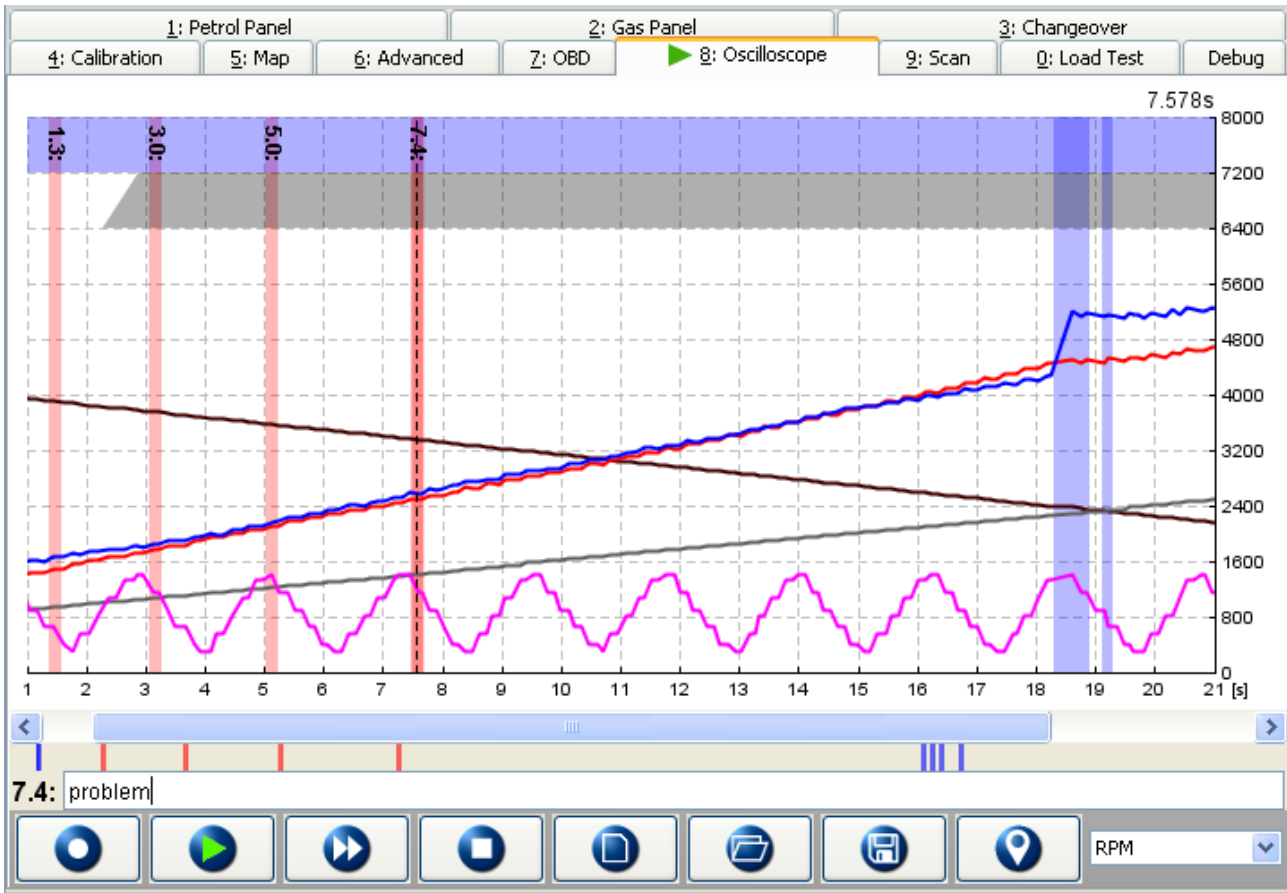 1: Petrol Panel 2: Gas Panel 3: Changeover
4: Calibration 5: Map 6: Advanced 7: OBD 8: Oscilloscope 9: Scan 0: Load Test Debug
7.578s
1.3: 3.0: 5.0: 7.4:
8000
7200
6400
5600
4800
4000
3200
2400
1600
800
0
1 2 3 4 5 6 7 8 9 10 11 12 13 14 15 16 17 18 19 20 21 [s]
7.4: problem
RPM